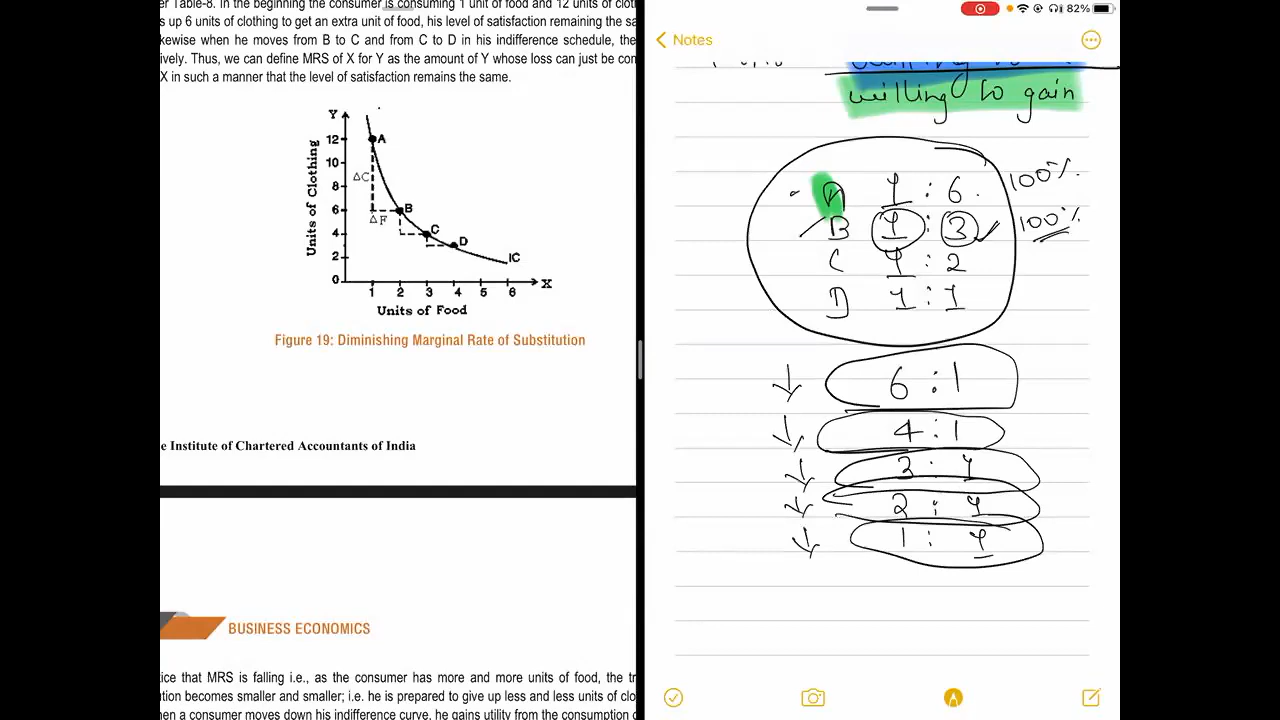 er Table-8. In the beginning the consumer is consuming 1 unit of food and 12 units of cloth
s up 6 units of clothing to get an extra unit of food, his level of satisfaction remaining the sa
kewise when he moves from B to C and from C to D in his indifference schedule, the
ively. Thus, we can define MRS of X for Y as the amount of Y whose loss can just be com
X in such a manner that the level of satisfaction remains the same.
Y
12
10
8
6
4
2
0
Units of Clothing
A
ΔC
ΔF
B
C
D
IC
1 2 3 4 5 6 X
Units of Food
Figure 19: Diminishing Marginal Rate of Substitution
e Institute of Chartered Accountants of India
BUSINESS ECONOMICS
ice that MRS is falling i.e., as the consumer has more and more units of food, the
ution becomes smaller and smaller; i.e. he is prepared to give up less and less units of clo
en a consumer moves down his indifference curve, he gains utility from the consumption
82%
Notes
willing to gain
A 1 : 6 100%
B 1 : 3 100%
C 1 : 2
D 1 : 1
6 : 1
4 : 1
3 : 1
2 : 1
1 : 1